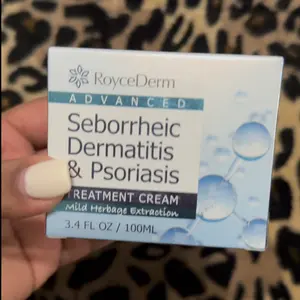 RoyceDerm
ADVANCED
Seborrheic
Dermatitis
& Psoriasis
TREATMENT CREAM
Mild Herbage Extraction
3.4 FL OZ / 100ML